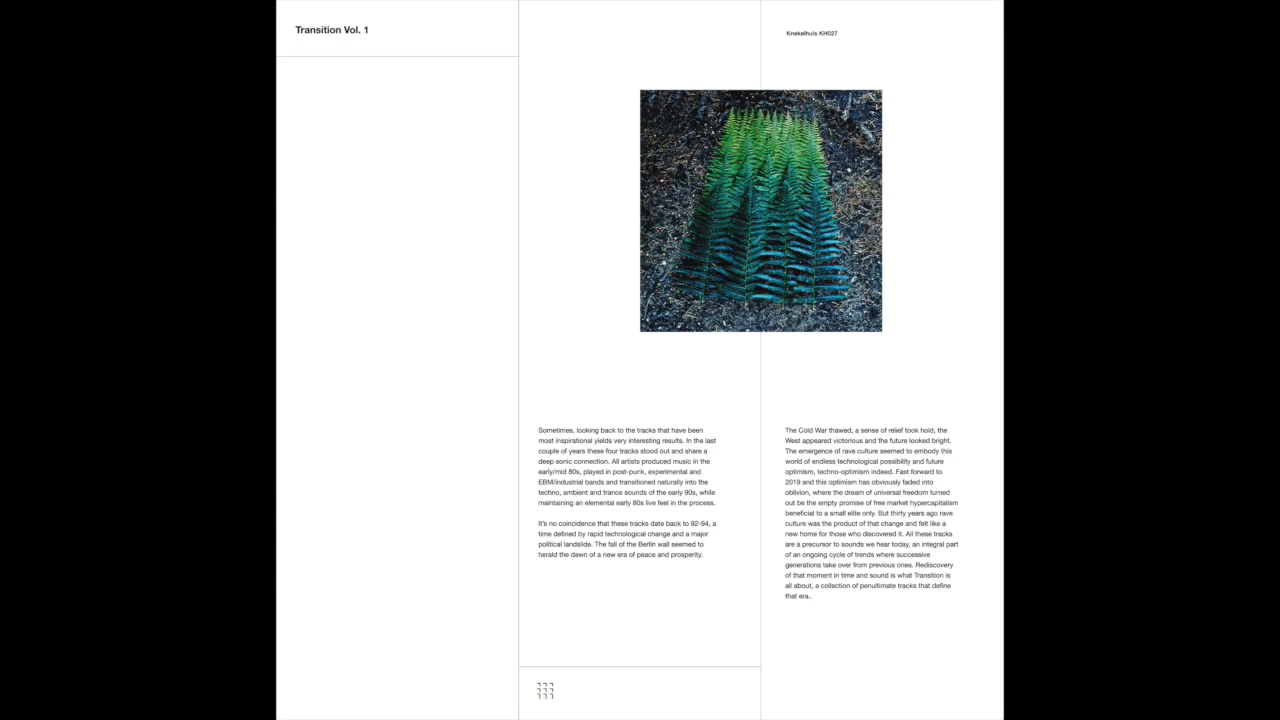 Transition Vol. 1
Knekelhuis KH027
Sometimes, looking back to the tracks that have been
most inspirational yields very interesting results. In the last
couple of years these four tracks stood out and share a
deep sonic connection. All artists produced music in the
early/mid 80s, played in post-punk, experimental and
EBM/industrial bands and transitioned naturally into the
techno, ambient and trance sounds of the early 90s, while
maintaining an elemental early 80s live feel in the process.
It's no coincidence that these tracks date back to 92-94, a
time defined by rapid technological change and a major
political landslide. The fall of the Berlin wall seemed to
herald the dawn of a new era of peace and prosperity.
The Cold War thawed, a sense of relief took hold, the
West appeared victorious and the future looked bright.
The emergence of rave culture seemed to embody this
world of endless technological possibility and future
optimism, techno-optimism indeed. Fast forward to
2019 and this optimism has obviously faded into
oblivion, where the dream of universal freedom turned
out be the empty promise of free market hypercapitalism
beneficial to a small elite only. But thirty years ago rave
culture was the product of that change and felt like a
new home for those who discovered it. All these tracks
are a precursor to sounds we hear today, an integral part
of an ongoing cycle of trends where successive
generations take over from previous ones. Rediscovery
of that moment in time and sound is what Transition is
all about, a collection of penultimate tracks that define
that era..